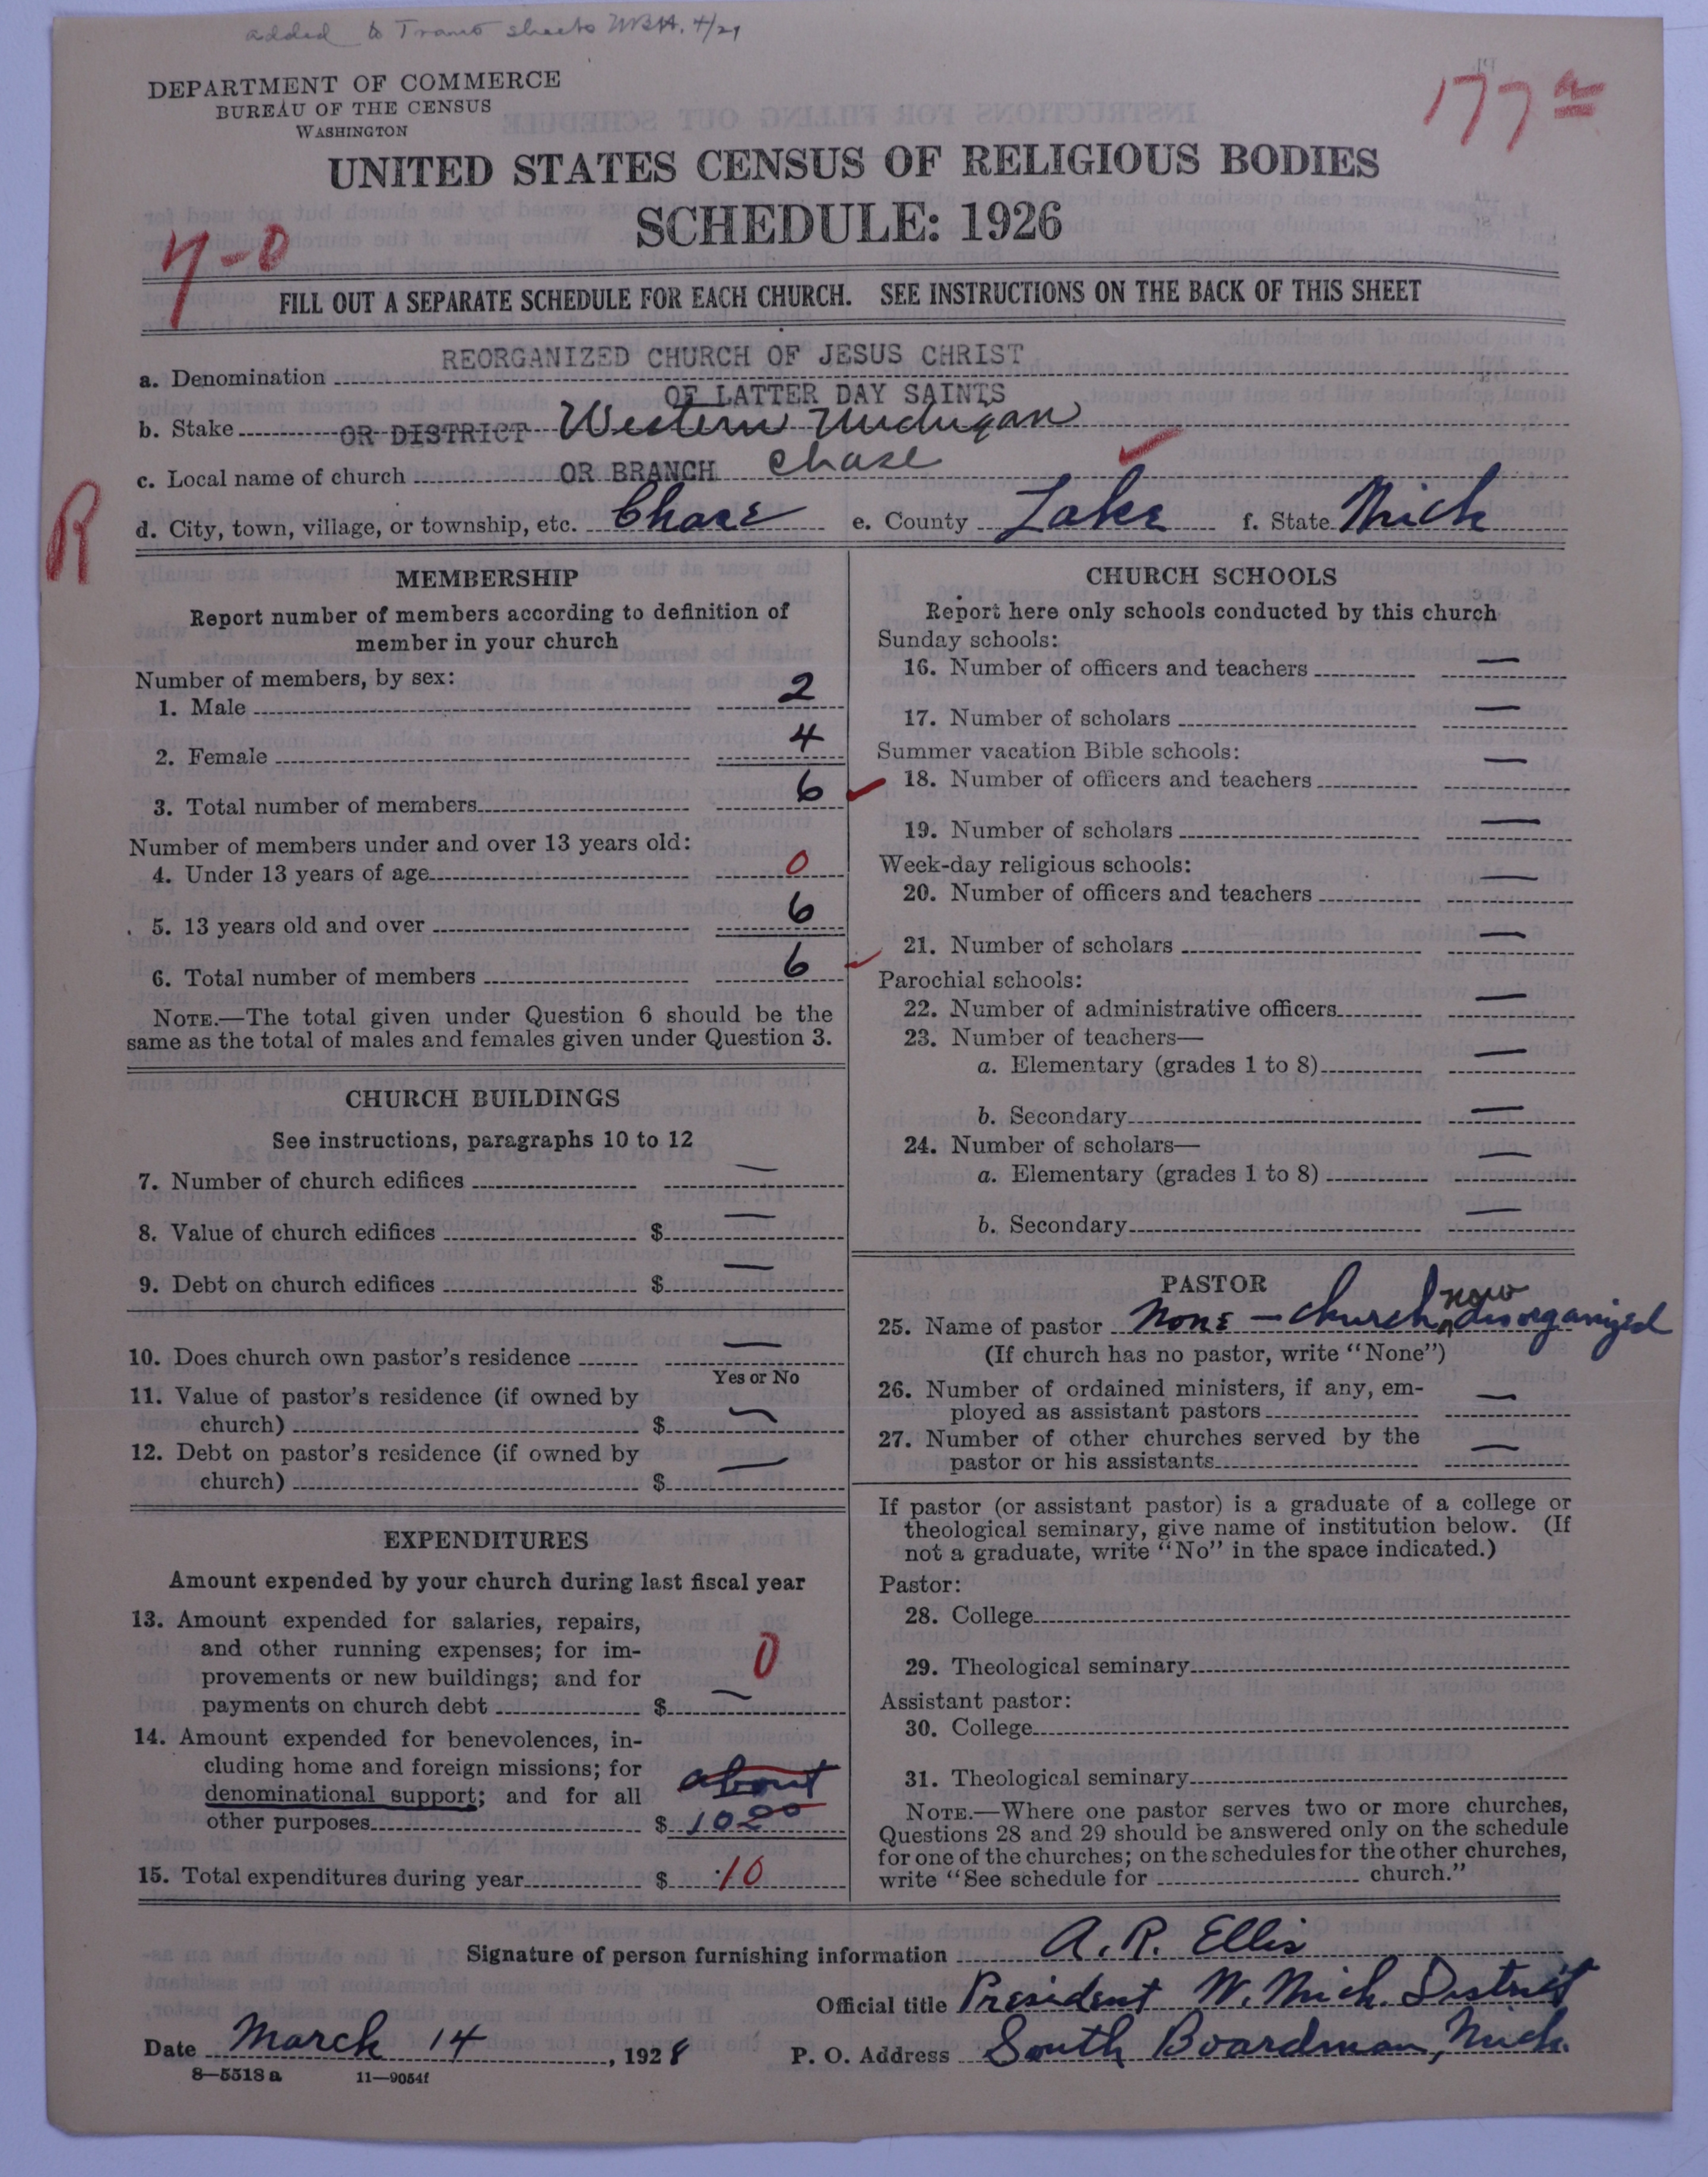 added to Trans sheets 4/29
DEPARTMENT OF COMMERCE
BUREAU OF THE CENSUS
WASHINGTON
177a
UNITED STATES CENSUS OF RELIGIOUS BODIES
SCHEDULE: 1926
7-0
FILL OUT A SEPARATE SCHEDULE FOR EACH CHURCH. SEE INSTRUCTIONS ON THE BACK OF THIS SHEET
a. Denomination REORGANIZED CHURCH OF JESUS CHRIST
OF LATTER DAY SAINTS
b. Stake OR DISTRICT Western Michigan
c. Local name of church OR BRANCH Chase
d. City, town, village, or township, etc. Chase e. County Lake f. State Mich
R
MEMBERSHIP
Report number of members according to definition of
member in your church
Number of members, by sex:
1. Male 2
2. Female 4
3. Total number of members 6
Number of members under and over 13 years old:
4. Under 13 years of age 0
5. 13 years old and over 6
6. Total number of members 6
NOTE.—The total given under Question 6 should be the
same as the total of males and females given under Question 3.
CHURCH BUILDINGS
See instructions, paragraphs 10 to 12
7. Number of church edifices —
8. Value of church edifices $ —
9. Debt on church edifices $ —
10. Does church own pastor's residence —
Yes or No
11. Value of pastor's residence (if owned by
church) $ —
12. Debt on pastor's residence (if owned by
church) $ —
EXPENDITURES
Amount expended by your church during last fiscal year
13. Amount expended for salaries, repairs,
and other running expenses; for im-
provements or new buildings; and for 0
payments on church debt $ —
14. Amount expended for benevolences, in-
cluding home and foreign missions; for
denominational support; and for all about
other purposes $ 10 00
15. Total expenditures during year $ 10
CHURCH SCHOOLS
Report here only schools conducted by this church
Sunday schools:
16. Number of officers and teachers —
17. Number of scholars —
Summer vacation Bible schools:
18. Number of officers and teachers —
19. Number of scholars —
Week-day religious schools:
20. Number of officers and teachers —
21. Number of scholars —
Parochial schools:
22. Number of administrative officers —
23. Number of teachers—
a. Elementary (grades 1 to 8) —
b. Secondary —
24. Number of scholars—
a. Elementary (grades 1 to 8) —
b. Secondary —
PASTOR
25. Name of pastor None — church now disorganized
(If church has no pastor, write "None")
26. Number of ordained ministers, if any, em-
ployed as assistant pastors —
27. Number of other churches served by the
pastor or his assistants —
If pastor (or assistant pastor) is a graduate of a college or
theological seminary, give name of institution below. (If
not a graduate, write "No" in the space indicated.)
Pastor:
28. College
29. Theological seminary
Assistant pastor:
30. College
31. Theological seminary
NOTE.—Where one pastor serves two or more churches,
Questions 28 and 29 should be answered only on the schedule
for one of the churches; on the schedules for the other churches,
write "See schedule for church."
Signature of person furnishing information A. R. Ellis
Official title President W. Mich. District
Date March 14, 1928 P. O. Address South Boardman, Mich.
8—5518 a 11—9054f